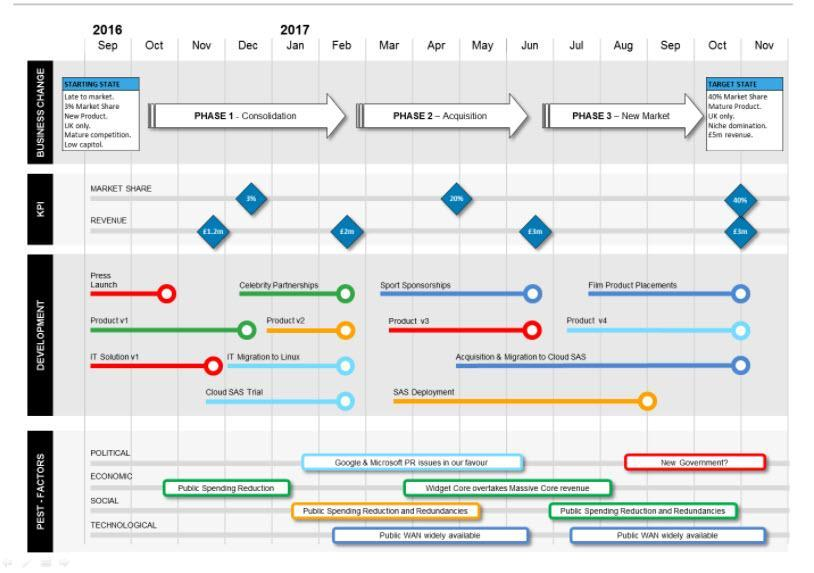 2016 2017
Sep Oct Nov Dec Jan Feb Mar Apr May Jun Jul Aug Sep Oct Nov
BUSINESS CHANGE
STARTING STATE
Late to market.
3% Market Share
New Product.
UK only.
Mature competition.
Low capitol.
PHASE 1 - Consolidation
PHASE 2 – Acquisition
PHASE 3 – New Market
TARGET STATE
40% Market Share
Mature Product.
UK only.
Niche domination.
£5m revenue.
KPI
MARKET SHARE
3% 20% 40%
REVENUE
£1.2m £2m £3m £3m
DEVELOPMENT
Press
Launch
Celebrity Partnerships
Sport Sponsorships
Film Product Placements
Product v1
Product v2
Product v3
Product v4
IT Solution v1
IT Migration to Linux
Acquisition & Migration to Cloud SAS
Cloud SAS Trial
SAS Deployment
PEST - FACTORS
POLITICAL
Google & Microsoft PR issues in our favour
New Government?
ECONOMIC
Public Spending Reduction
Widget Core overtakes Massive Core revenue
SOCIAL
Public Spending Reduction and Redundancies
Public Spending Reduction and Redundancies
TECHNOLOGICAL
Public WAN widely available
Public WAN widely available